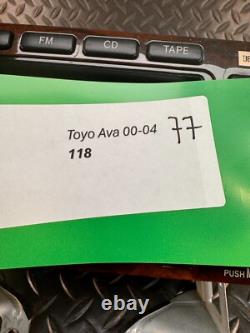 FM CD TAPE
Toyo Ava 00-04 77
118
PUSH